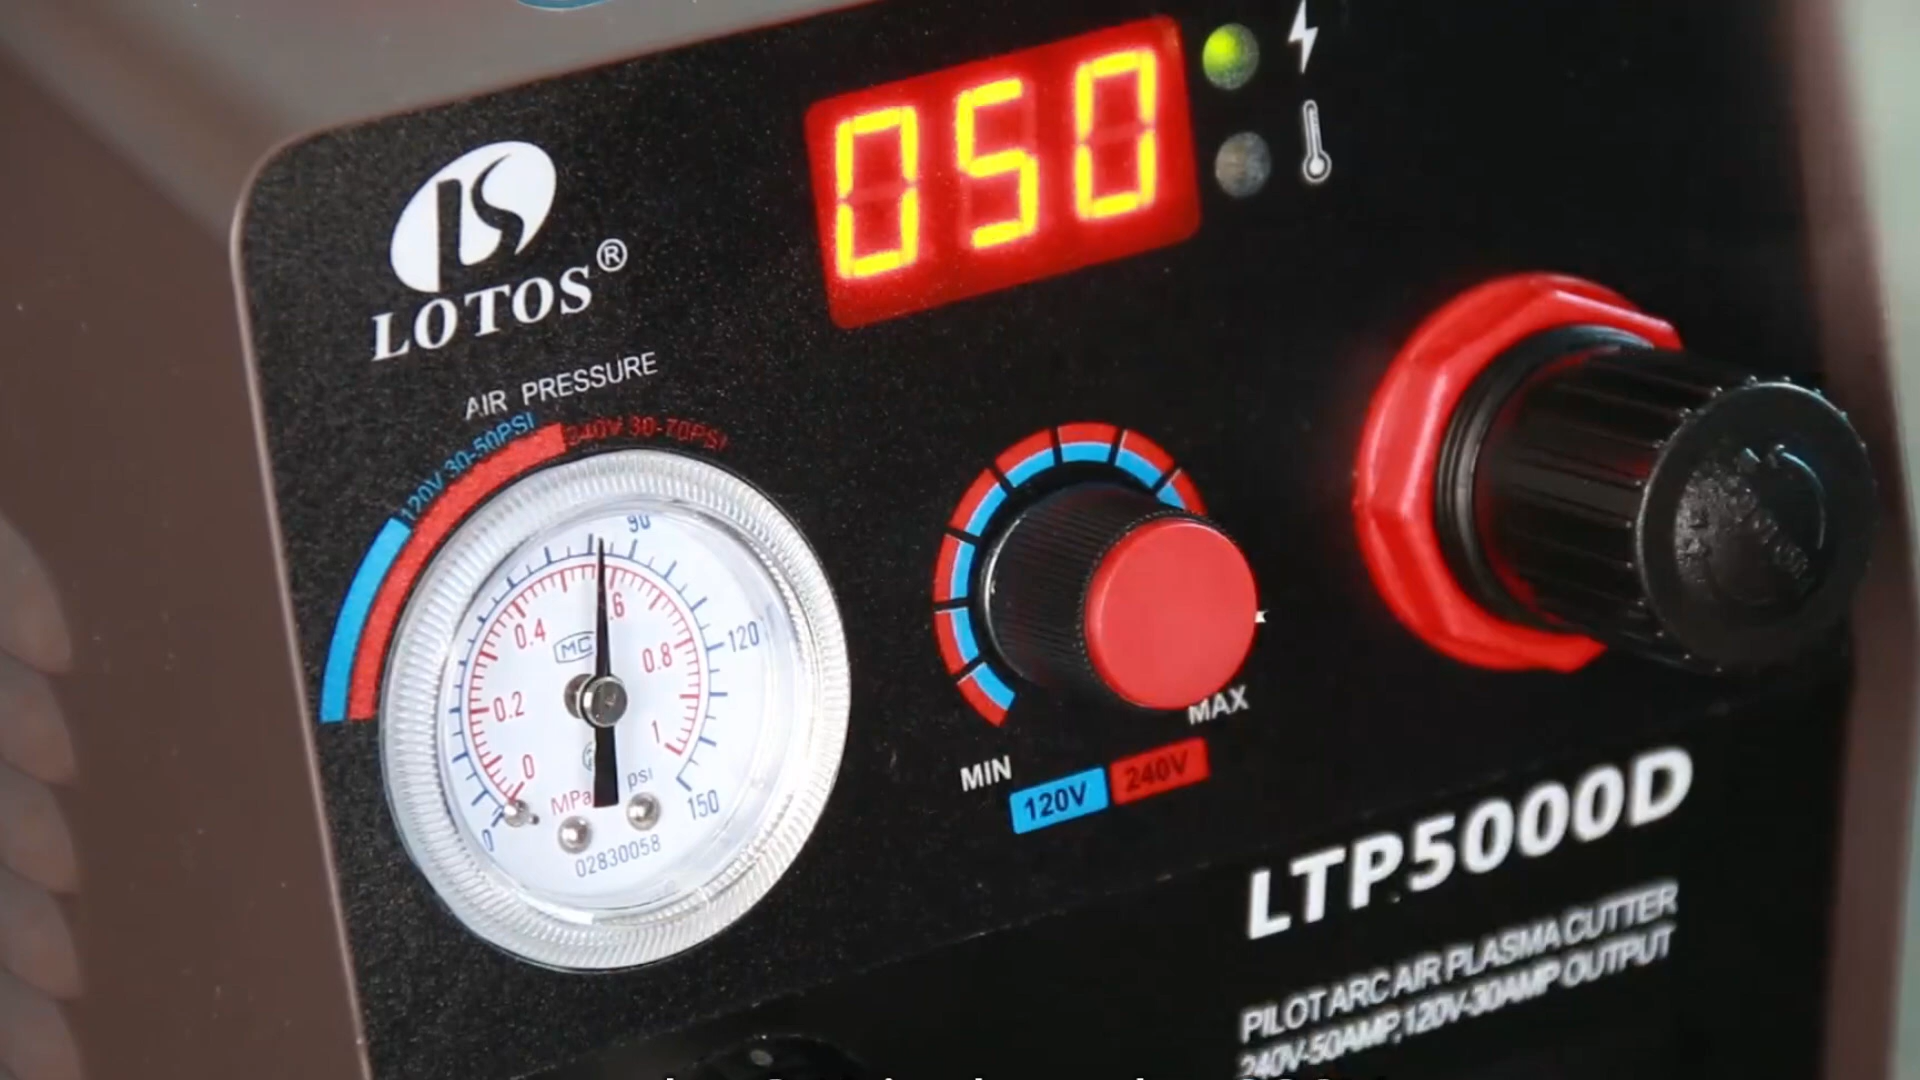 050
LOTOS®
AIR PRESSURE
120V 30-50PSI 240V 30-70PSI
90
0.4
.6
MC
120
0.8
0.2
1
0
MPa
psi
0
150
02830058
MIN
MAX
120V
240V
LTP5000D
PILOT ARC AIR PLASMA CUTTER
240V-50AMP,120V-30AMP OUTPUT